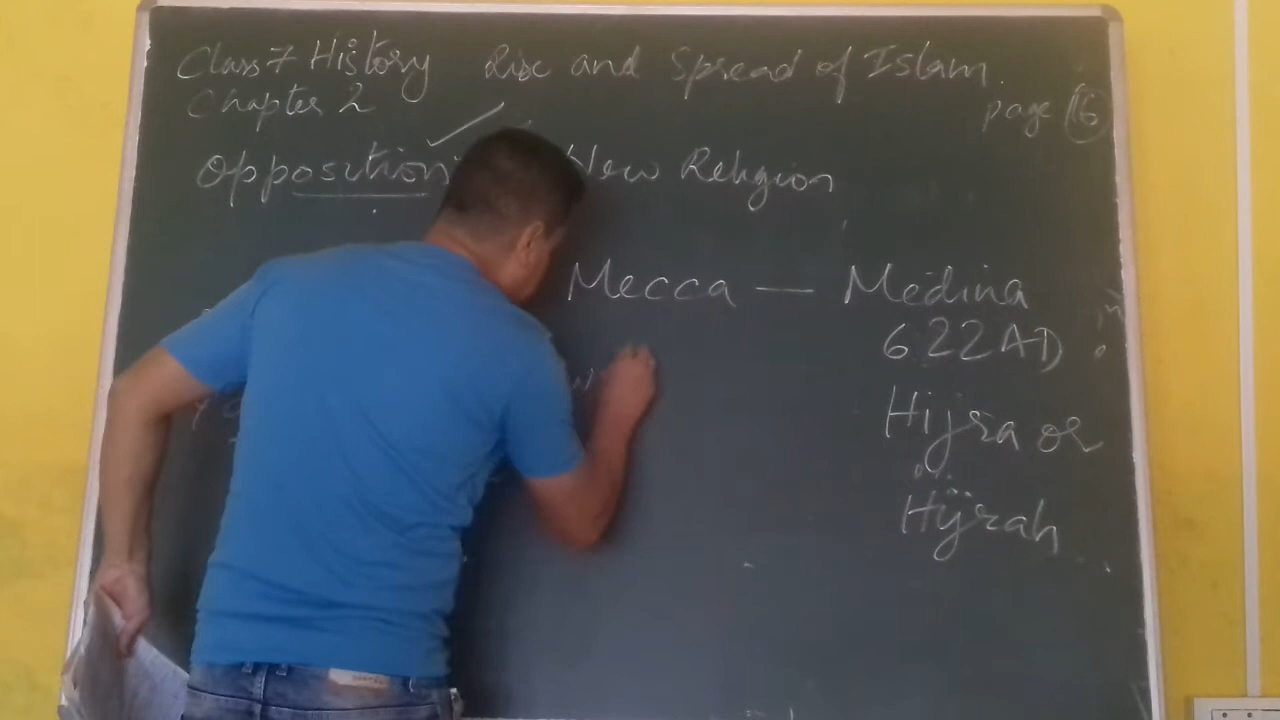 Class 7 History Rise and Spread of Islam.
Chapter 2
page 16
Opposition New Religion
Mecca — Medina
622 AD
Hijra or
Hijrah